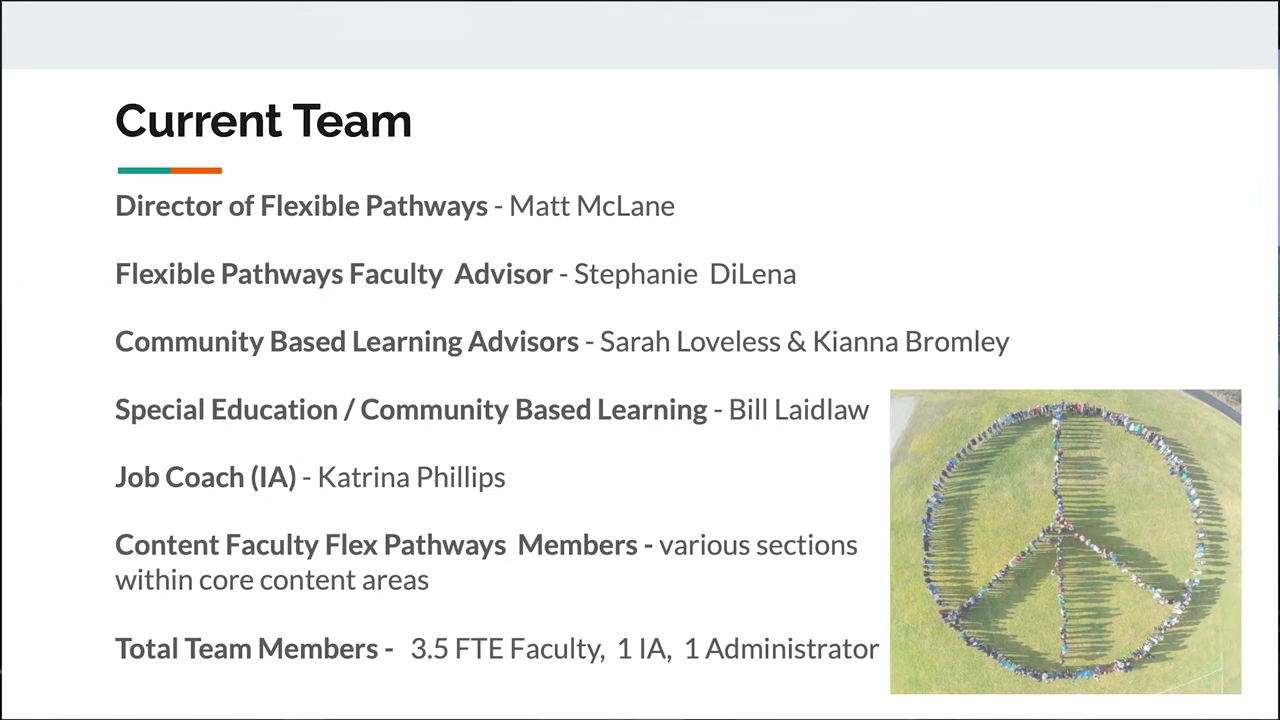 Current Team
Director of Flexible Pathways - Matt McLane
Flexible Pathways Faculty  Advisor - Stephanie  DiLena
Community Based Learning Advisors - Sarah Loveless & Kianna Bromley
Special Education / Community Based Learning - Bill Laidlaw
Job Coach (IA) - Katrina Phillips
Content Faculty Flex Pathways  Members - various sections
within core content areas
Total Team Members -  3.5 FTE Faculty,  1 IA,  1 Administrator